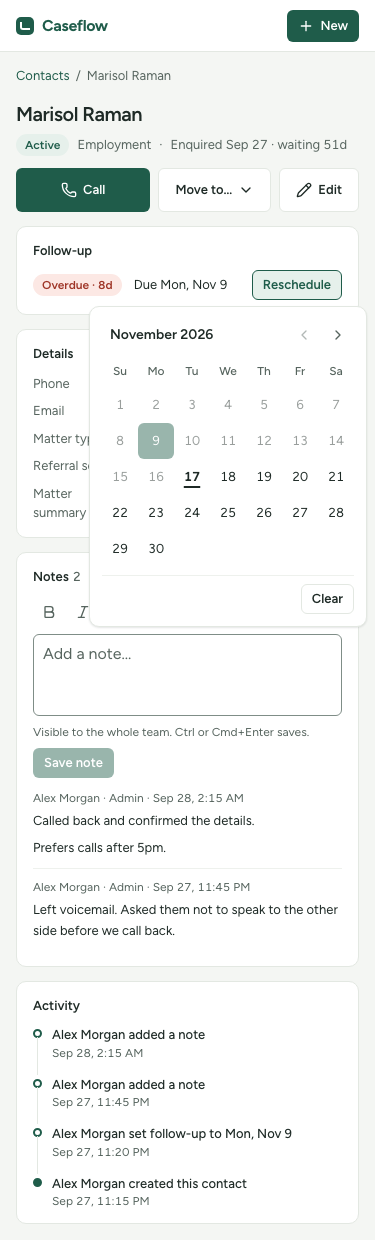 Caseflow
New
Contacts / Marisol Raman
Marisol Raman
Active Employment · Enquired Sep 27 · waiting 51d
Call
Move to...
Edit
Follow-up
Overdue · 8d Due Mon, Nov 9 Reschedule
November 2026
Su Mo Tu We Th Fr Sa
1 2 3 4 5 6 7
8 9 10 11 12 13 14
15 16 17 18 19 20 21
22 23 24 25 26 27 28
29 30
Clear
Details
Phone
Email
Matter
Referral
Matter
summary
Notes 2
B I
Add a note...
Visible to the whole team. Ctrl or Cmd+Enter saves.
Save note
Alex Morgan · Admin · Sep 28, 2:15 AM
Called back and confirmed the details.
Prefers calls after 5pm.
Alex Morgan · Admin · Sep 27, 11:45 PM
Left voicemail. Asked them not to speak to the other
side before we call back.
Activity
Alex Morgan added a note
Sep 28, 2:15 AM
Alex Morgan added a note
Sep 27, 11:45 PM
Alex Morgan set follow-up to Mon, Nov 9
Sep 27, 11:20 PM
Alex Morgan created this contact
Sep 27, 11:15 PM